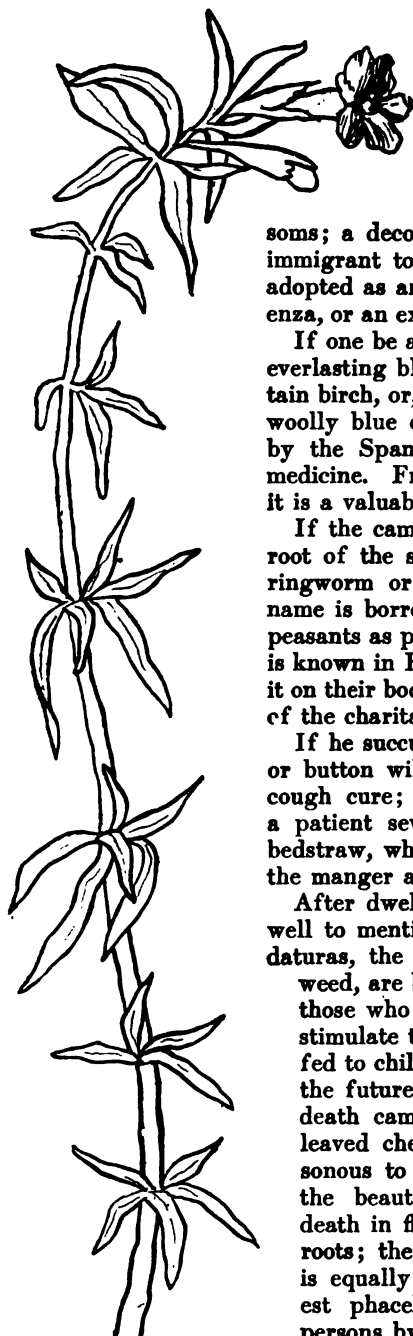 soms; a deco
immigrant to
adopted as an
enza, or an ex
If one be a
everlasting bl
tain birch, or,
woolly blue c
by the Span
medicine. Fr
it is a valuab
If the cam
root of the s
ringworm or
name is borro
peasants as p
is known in E
it on their boo
of the charita
If he succu
or button wil
cough cure;
a patient sev
bedstraw, wh
the manger a
After dwel
well to menti
daturas, the
weed, are
those who
stimulate t
fed to chil
the future
death cam
leaved che
sonous to
the beaut
death in fl
roots; the
is equally
est phace
persons by